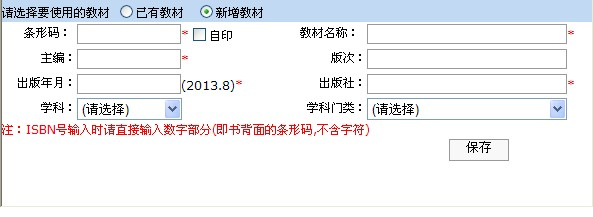 请选择要使用的教材 已有教材 新增教材
条形码： * 自印 教材名称： *
主编： * 版次：
出版年月： (2013.8)* 出版社： *
学科： (请选择) 学科门类： (请选择)
注：ISBN号输入时请直接输入数字部分(即书背面的条形码,不含字符)
保存